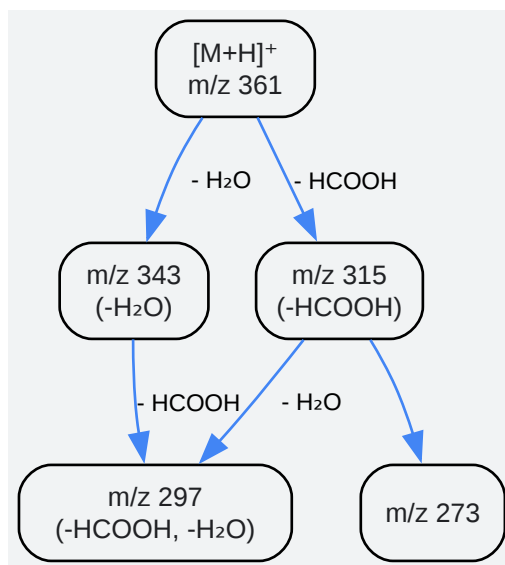 [M+H]⁺
m/z 361
- H₂O
- HCOOH
m/z 343
(-H₂O)
m/z 315
(-HCOOH)
- HCOOH
- H₂O
m/z 297
(-HCOOH, -H₂O)
m/z 273